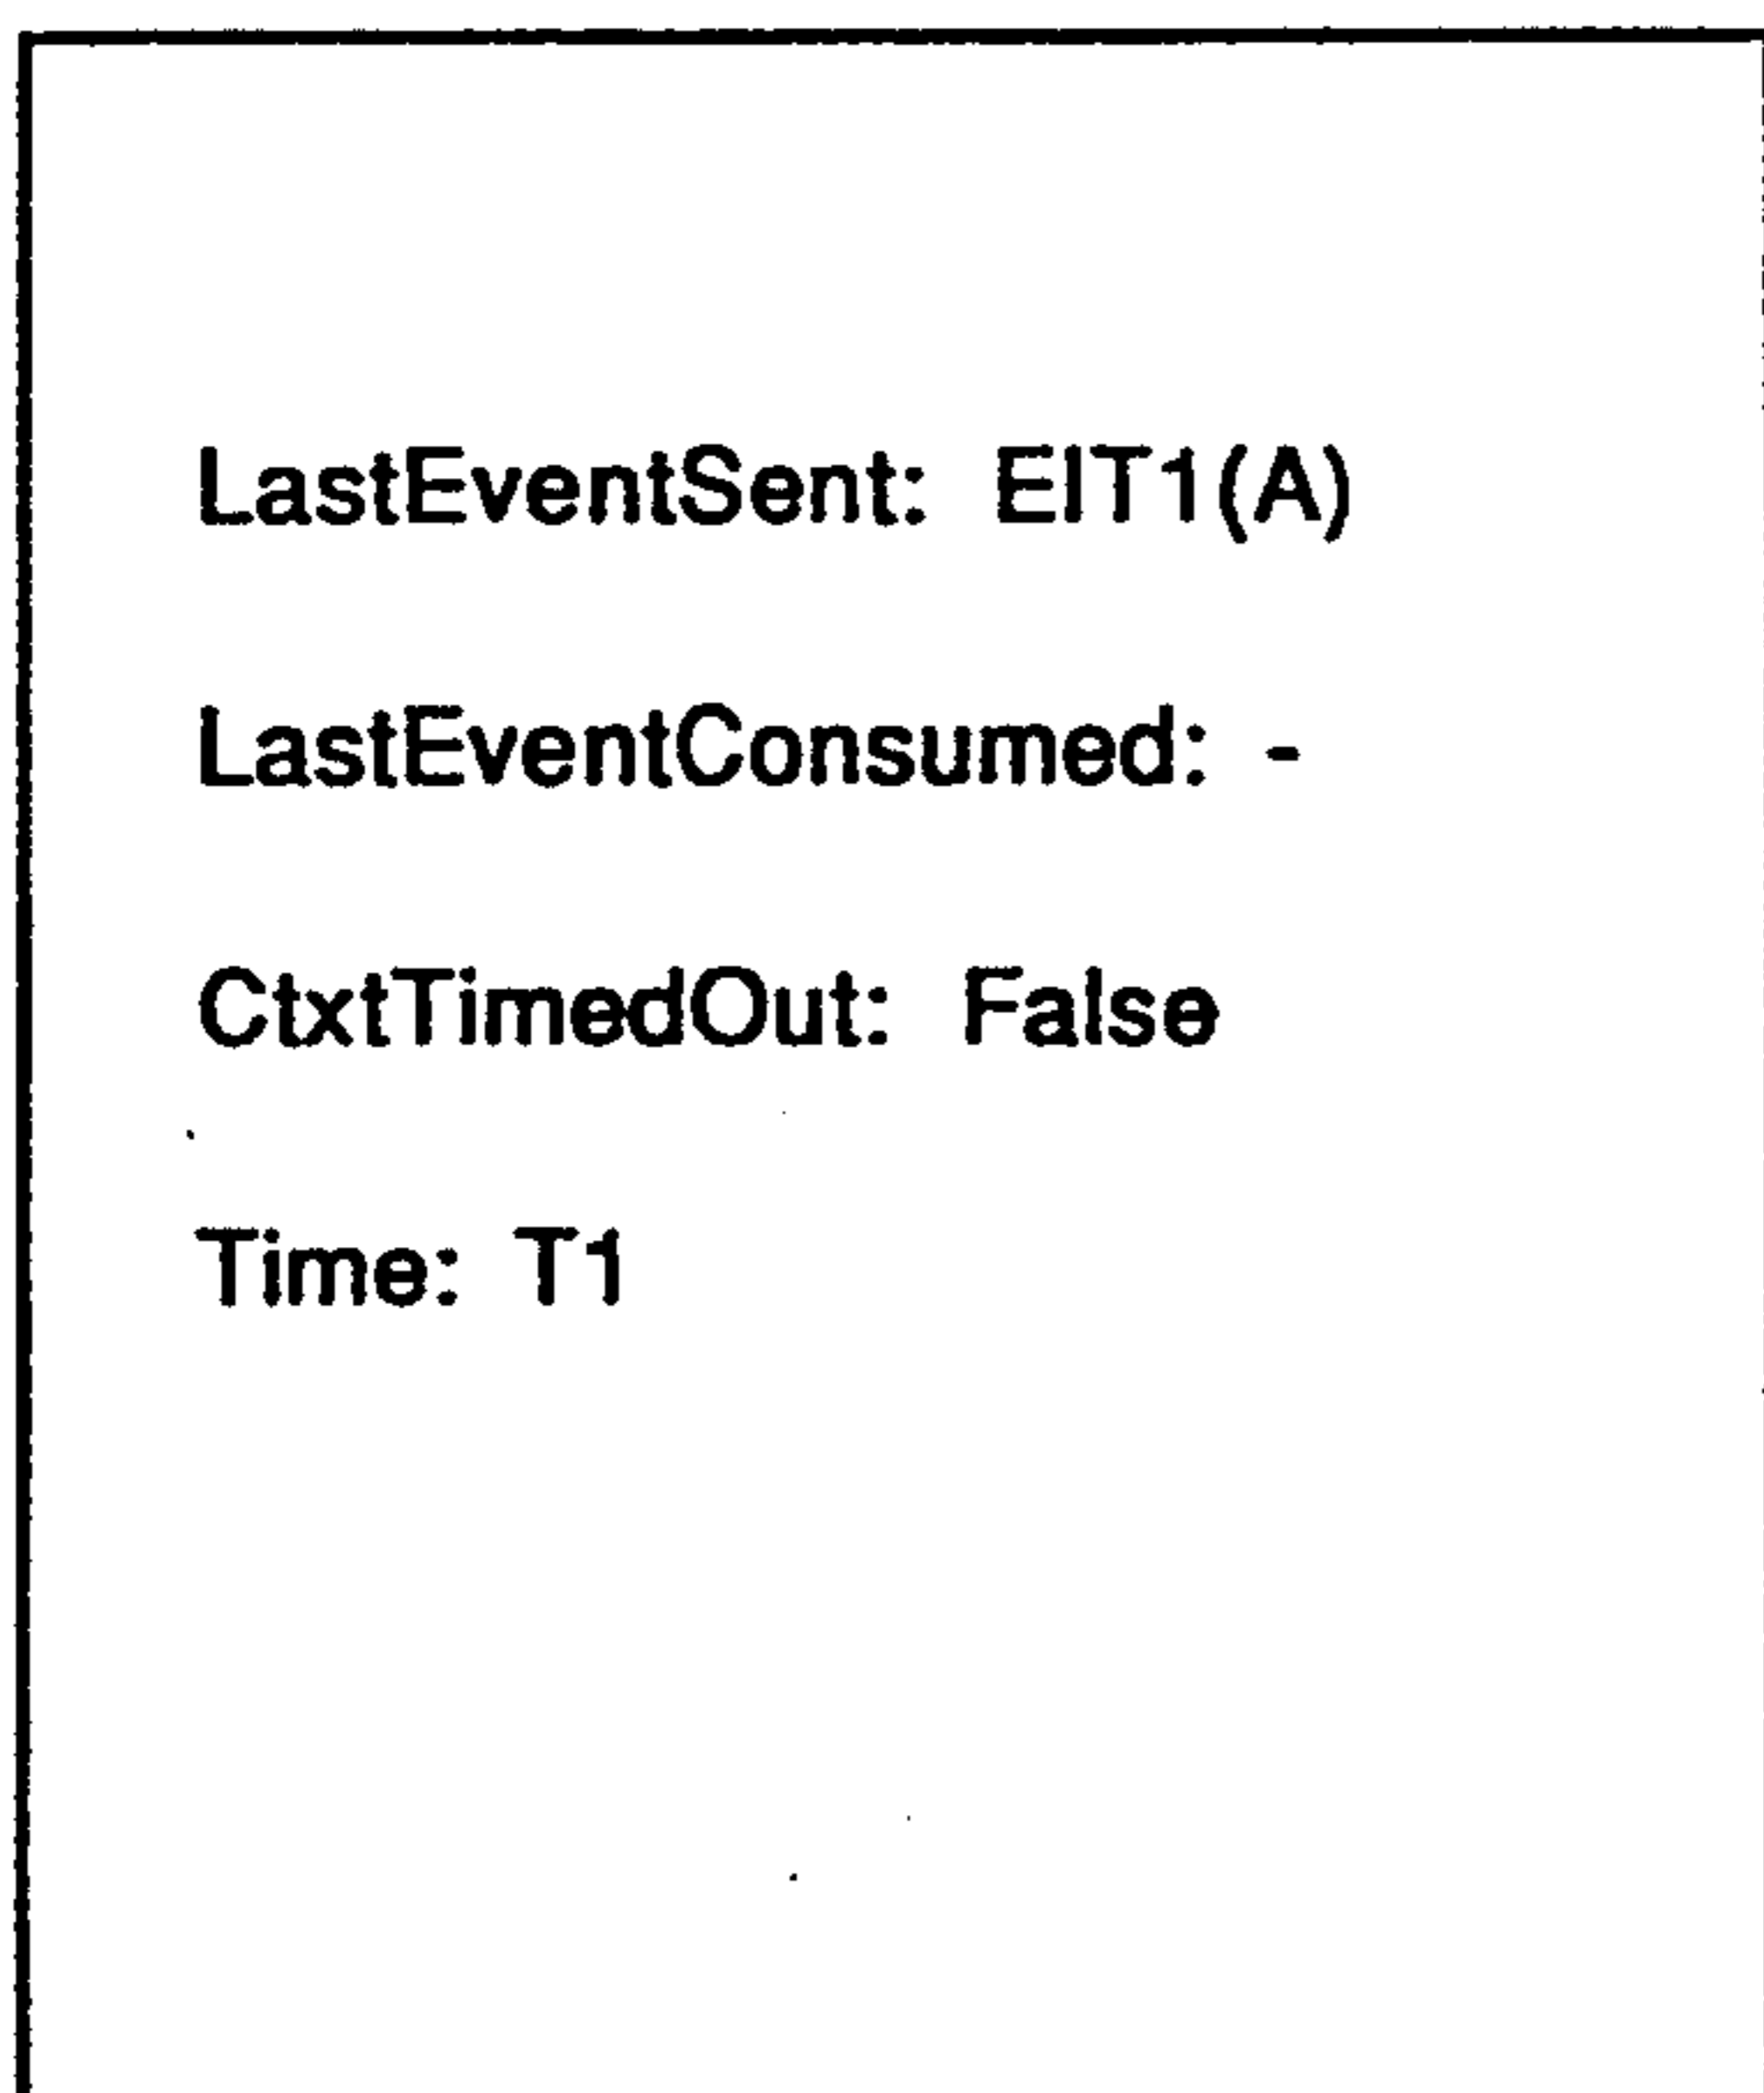 LastEventSent: EIT1(A)
LastEventConsumed: -
CtxtTimedOut: False
Time: T1